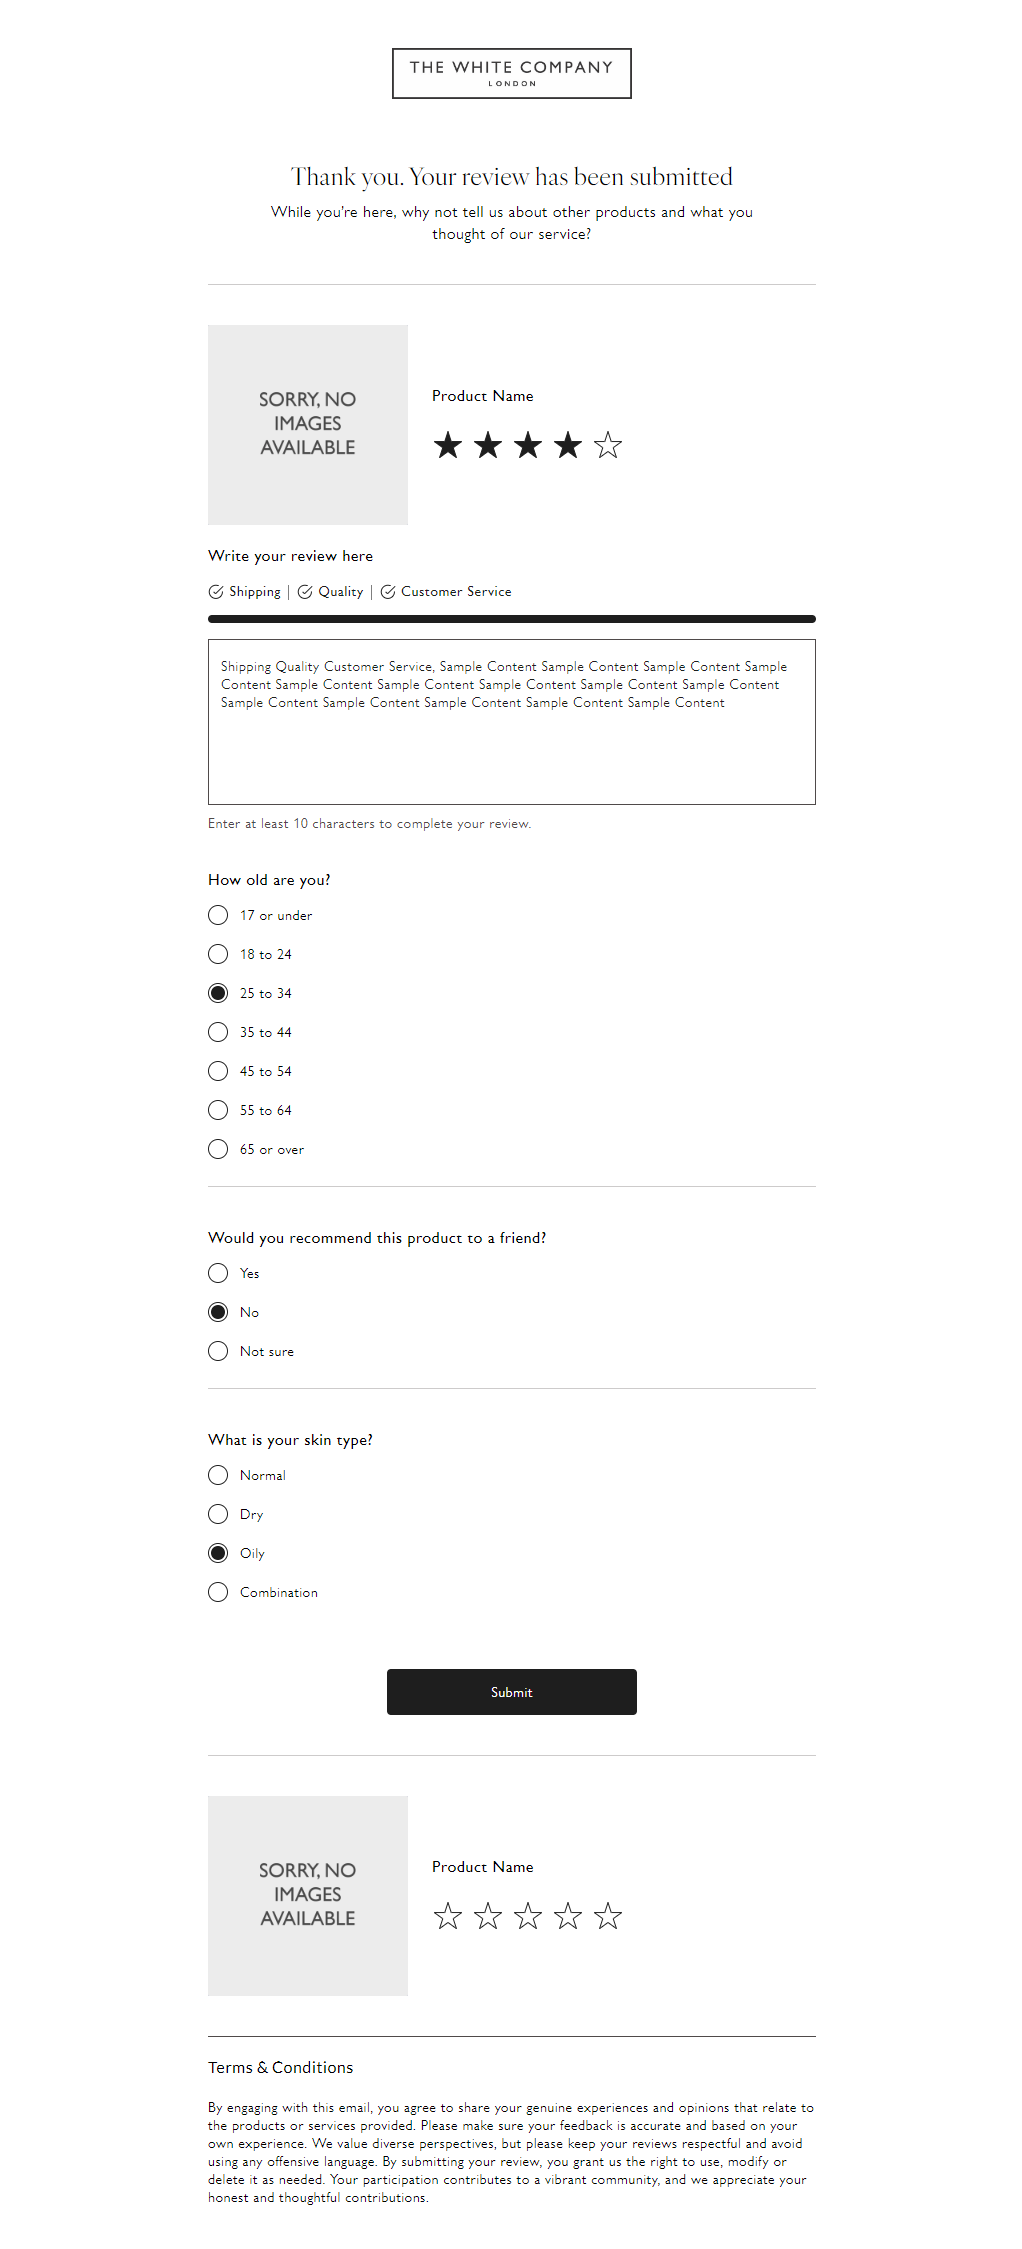 THE WHITE COMPANY
LONDON
Thank you. Your review has been submitted
While you're here, why not tell us about other products and what you
thought of our service?
SORRY, NO
IMAGES
AVAILABLE
Product Name
Write your review here
Shipping | Quality | Customer Service
Shipping Quality Customer Service, Sample Content Sample Content Sample Content Sample
Content Sample Content Sample Content Sample Content Sample Content Sample Content
Sample Content Sample Content Sample Content Sample Content Sample Content
Enter at least 10 characters to complete your review.
How old are you?
17 or under
18 to 24
25 to 34
35 to 44
45 to 54
55 to 64
65 or over
Would you recommend this product to a friend?
Yes
No
Not sure
What is your skin type?
Normal
Dry
Oily
Combination
Submit
SORRY, NO
IMAGES
AVAILABLE
Product Name
Terms & Conditions
By engaging with this email, you agree to share your genuine experiences and opinions that relate to
the products or services provided. Please make sure your feedback is accurate and based on your
own experience. We value diverse perspectives, but please keep your reviews respectful and avoid
using any offensive language. By submitting your review, you grant us the right to use, modify or
delete it as needed. Your participation contributes to a vibrant community, and we appreciate your
honest and thoughtful contributions.